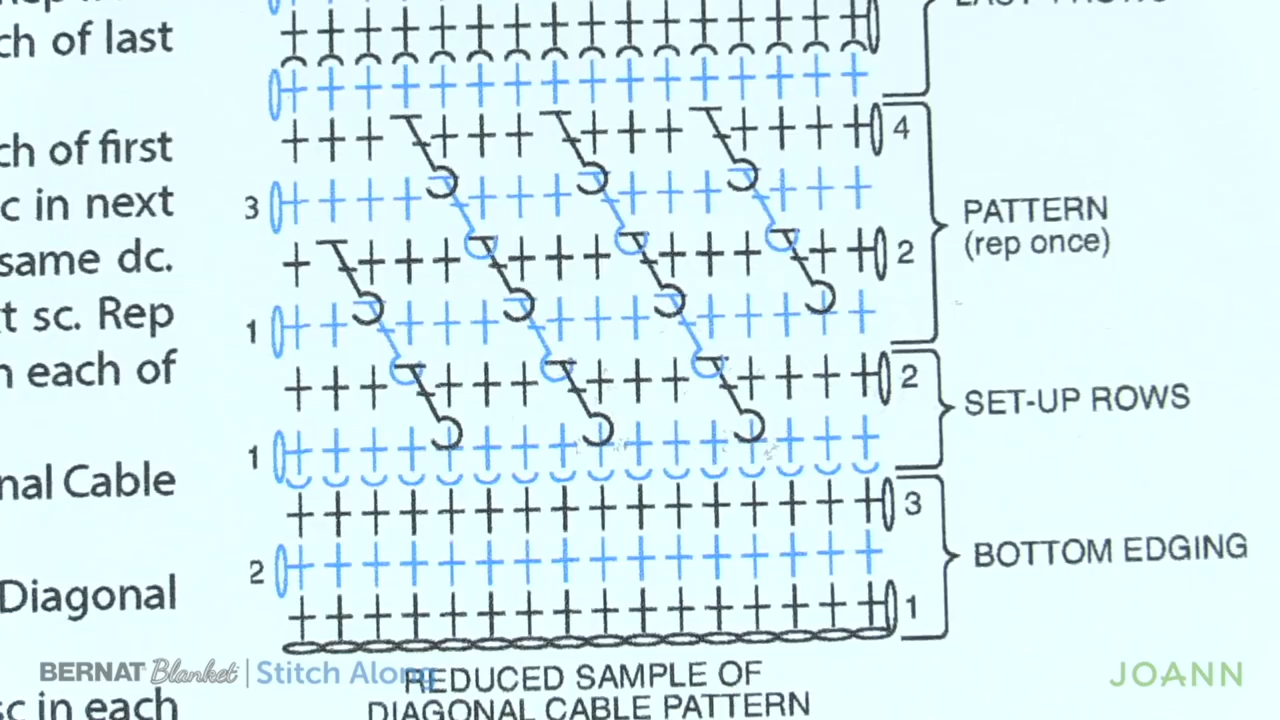 ch of last
ch of first
c in next
same dc.
t sc. Rep
n each of
nal Cable
Diagonal
sc in each
4
3
2
1
2
1
3
2
1
PATTERN
(rep once)
SET-UP ROWS
BOTTOM EDGING
REDUCED SAMPLE OF
DIAGONAL CABLE PATTERN
BERNAT Blanket | Stitch Along
JOANN